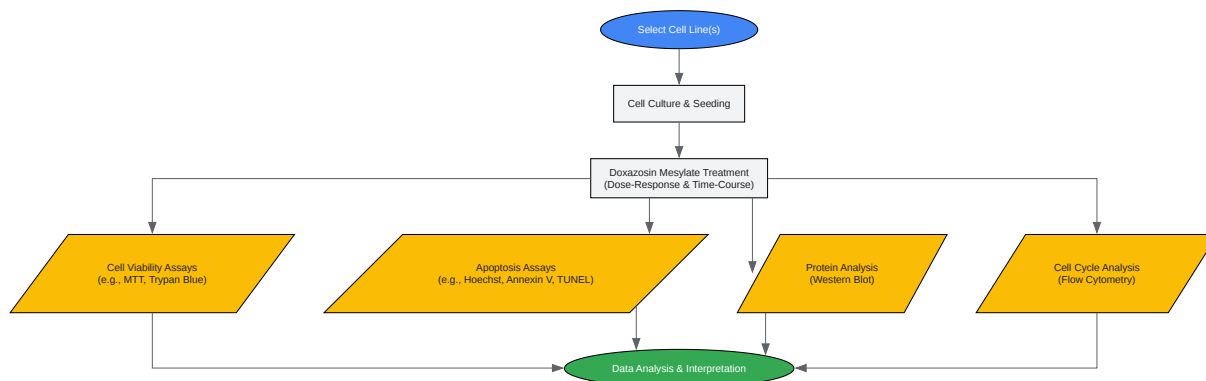 Select Cell Line(s)
Cell Culture & Seeding
Doxazosin Mesylate Treatment
(Dose-Response & Time-Course)
Cell Viability Assays
(e.g., MTT, Trypan Blue)
Apoptosis Assays
(e.g., Hoechst, Annexin V, TUNEL)
Protein Analysis
(Western Blot)
Cell Cycle Analysis
(Flow Cytometry)
Data Analysis & Interpretation